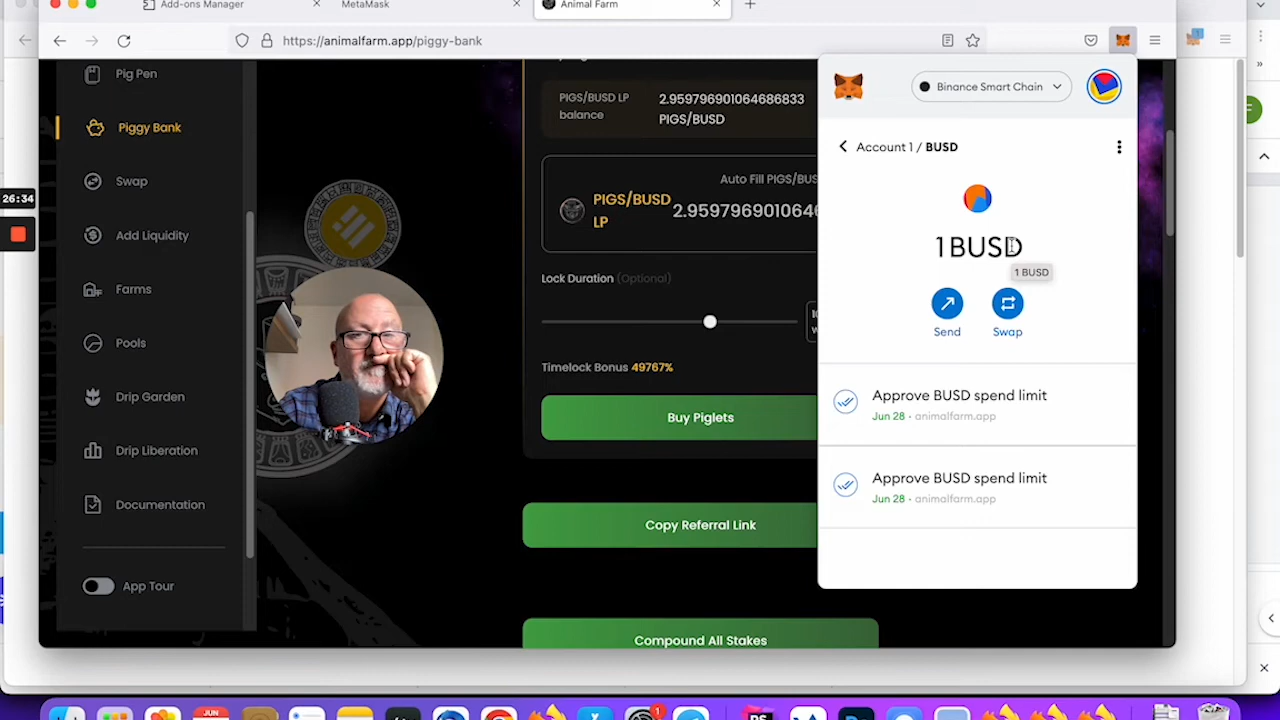 Add-ons Manager
MetaMask
Animal Farm
https://animalfarm.app/piggy-bank
Pig Pen
Piggy Bank
Swap
Add Liquidity
Farms
Pools
Drip Garden
Drip Liberation
Documentation
App Tour
26:34
PIGS/BUSD LP
balance
2.959796901064686833
PIGS/BUSD
Auto Fill PIGS/BUS
PIGS/BUSD
LP
2.9597969010646
Lock Duration (Optional)
Timelock Bonus 49767%
Buy Piglets
Copy Referral Link
Compound All Stakes
Binance Smart Chain
Account 1 / BUSD
1 BUSD
1 BUSD
Send
Swap
Approve BUSD spend limit
Jun 28 · animalfarm.app
Approve BUSD spend limit
Jun 28 · animalfarm.app
JUN
1
1